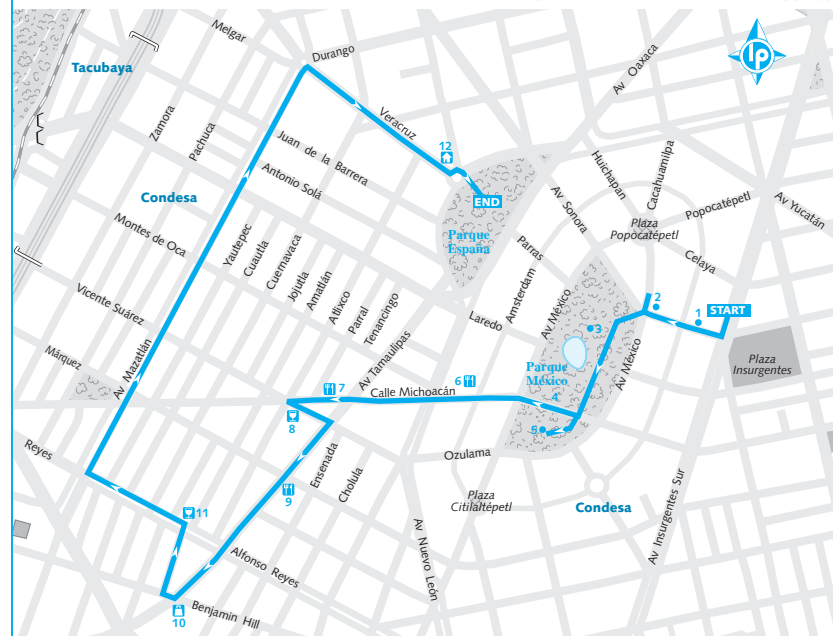 Melgar
Durango
lp
Tacubaya
Av Oaxaca
Zamora
Pachuca
Veracruz
12
Juan de la Barrera
Huichapan
Cacahuamilpa
Antonio Solá
Condesa
END
Av Sonora
Popocatépetl
Av Yucatán
Plaza
Popocatépetl
Montes de Oca
Parque
España
Parras
Celaya
Yautepec
Cuautla
Cuernavaca
Jojutla
Amatlán
Atlixco
Parral
Tenancingo
Amsterdam
Av México
Laredo
2
1
START
3
Vicente Suárez
Av Tamaulipas
Av México
Plaza
Insurgentes
Márquez
Av Mazatlán
Parque
México
7
Calle Michoacán
6
4
8
5
Reyes
Ensenada
Cholula
Ozulama
9
Plaza
Citlaltépetl
Condesa
11
Av Nuevo León
Av Insurgentes Sur
Alfonso Reyes
10
Benjamin Hill